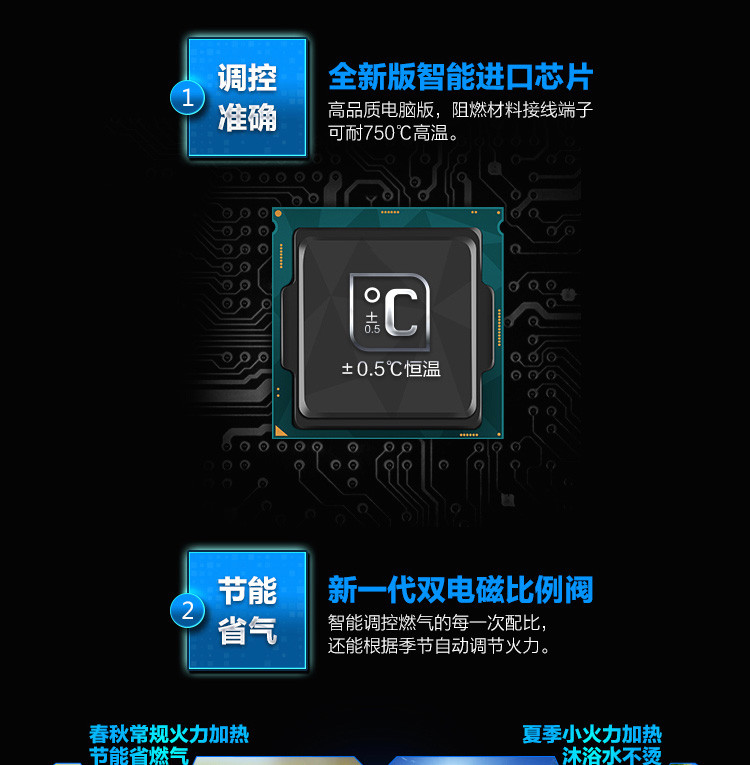 1
调控
准确
全新版智能进口芯片
高品质电脑版，阻燃材料接线端子
可耐750℃高温。
℃
±
0.5
±0.5℃恒温
2
节能
省气
新一代双电磁比例阀
智能调控燃气的每一次配比，
还能根据季节自动调节火力。
春秋常规火力加热
节能省燃气
夏季小火力加热
沐浴水不烫